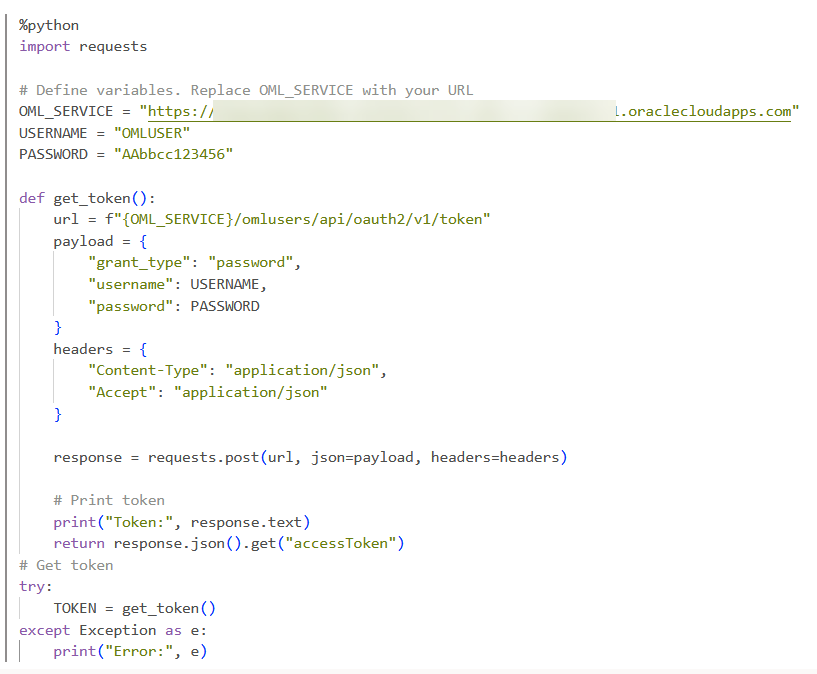 %python
import requests

# Define variables. Replace OML_SERVICE with your URL
OML_SERVICE = "https://l.oraclecloudapps.com"
USERNAME = "OMLUSER"
PASSWORD = "AAbbcc123456"

def get_token():
    url = f"{OML_SERVICE}/omlusers/api/oauth2/v1/token"
    payload = {
        "grant_type": "password",
        "username": USERNAME,
        "password": PASSWORD
    }
    headers = {
        "Content-Type": "application/json",
        "Accept": "application/json"
    }

    response = requests.post(url, json=payload, headers=headers)

    # Print token
    print("Token:", response.text)
    return response.json().get("accessToken")
# Get token
try:
    TOKEN = get_token()
except Exception as e:
    print("Error:", e)